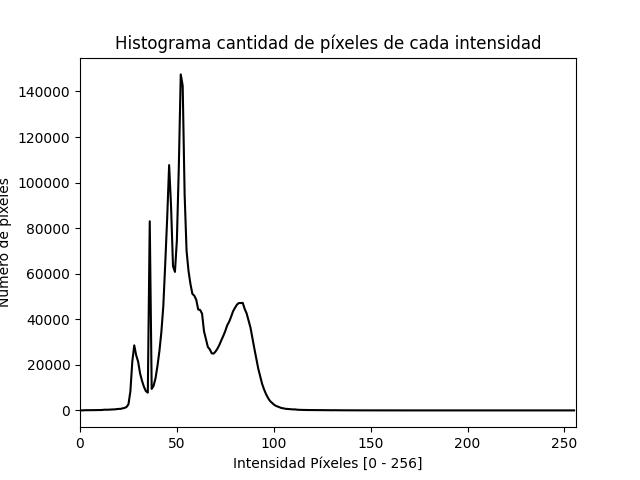 Histograma cantidad de píxeles de cada intensidad
Número de píxeles
140000
120000
100000
80000
60000
40000
20000
0
0 50 100 150 200 250
Intensidad Píxeles [0 - 256]